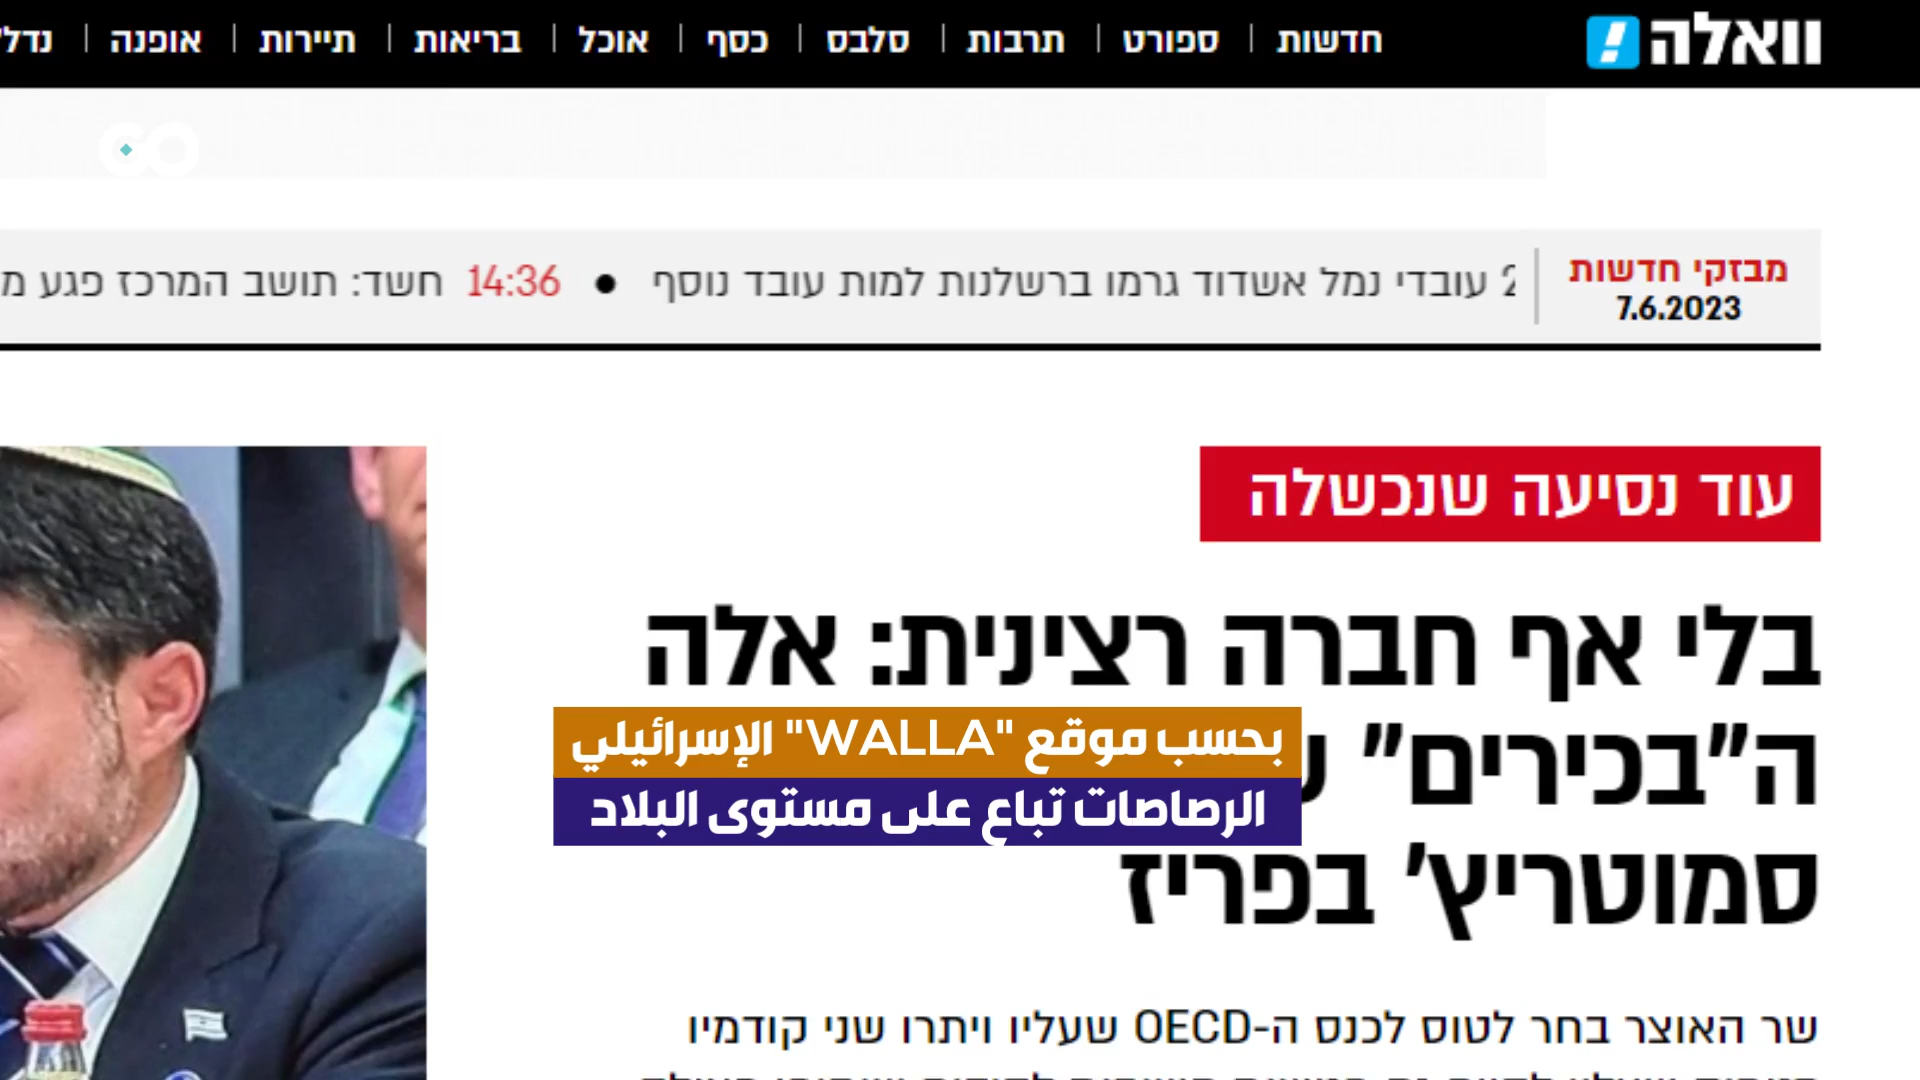 וואלה!
חדשות | ספורט | תרבות | סלבס | כסף | אוכל | בריאות | תיירות | אופנה
מבזקי חדשות
7.6.2023
2 עובדי נמל אשדוד גרמו ברשלנות למות עובד נוסף • 14:36 חשד: תושב המרכז פגע
עוד נסיעה שנכשלה
בלי אף חברה רצינית: אלה
ה"בכירים"
بحسب موقع "WALLA" الإسرائيلي
الرصاصات تباع على مستوى البلاد
סמוטריץ' בפריז
שר האוצר בחר לטוס לכנס ה-OECD שעליו ויתרו שני קודמיו